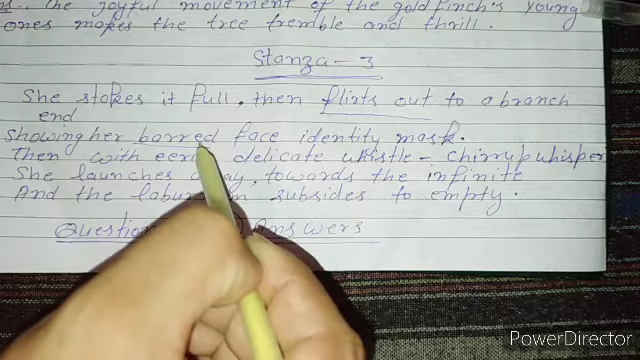 The joyful movement of the goldfinch's young
ones makes the tree tremble and thrill.
Stanza - 3
She stokes it full, then flirts out to a branch
end
Showing her barred face identity mask.
Then with delicate whistle - chirrup whisper
She launches away, towards the infinite
And the laburnum subsides to empty.
Question Answers
PowerDirector